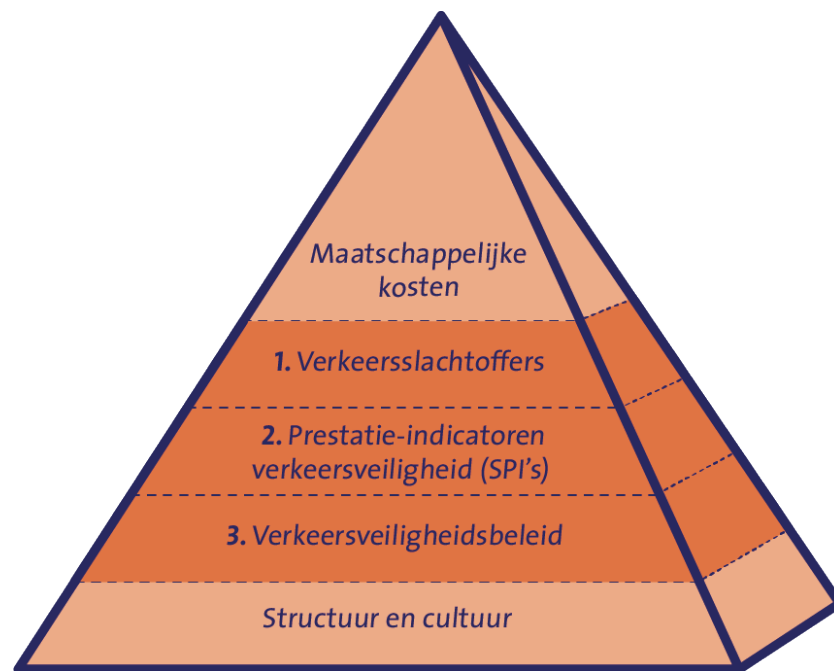 Maatschappelijke
kosten
1. Verkeersslachtoffers
2. Prestatie-indicatoren
verkeersveiligheid (SPI’s)
3. Verkeersveiligheidsbeleid
Structuur en cultuur